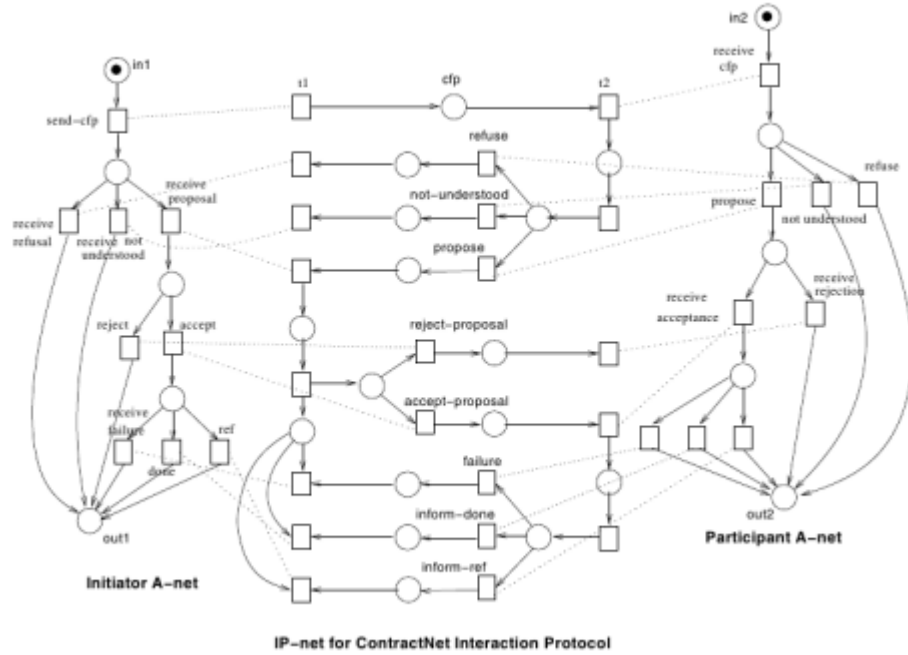 in1
send-cfp
receive
proposal
receive
refusal
receive not
understood
reject
accept
receive
failure
ref
done
out1
Initiator A-net
t1
cfp
t2
refuse
not-understood
propose
reject-proposal
accept-proposal
failure
inform-done
inform-ref
in2
receive
cfp
refuse
propose
not understood
receive
rejection
receive
acceptance
out2
Participant A-net
IP-net for ContractNet Interaction Protocol